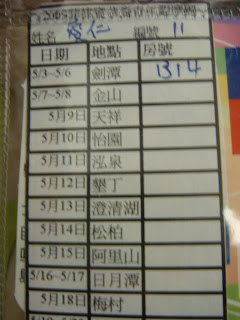 姓名 仁 編號 11
日期 地點 房號
5/3~5/6 劍潭 1314
5/7~5/8 金山
5月9日 天祥
5月10日 怡園
5月11日 泓泉
5月12日 墾丁
5月13日 澄清湖
5月14日 松柏
5月15日 阿里山
5/16~5/17 日月潭
5月18日 梅村